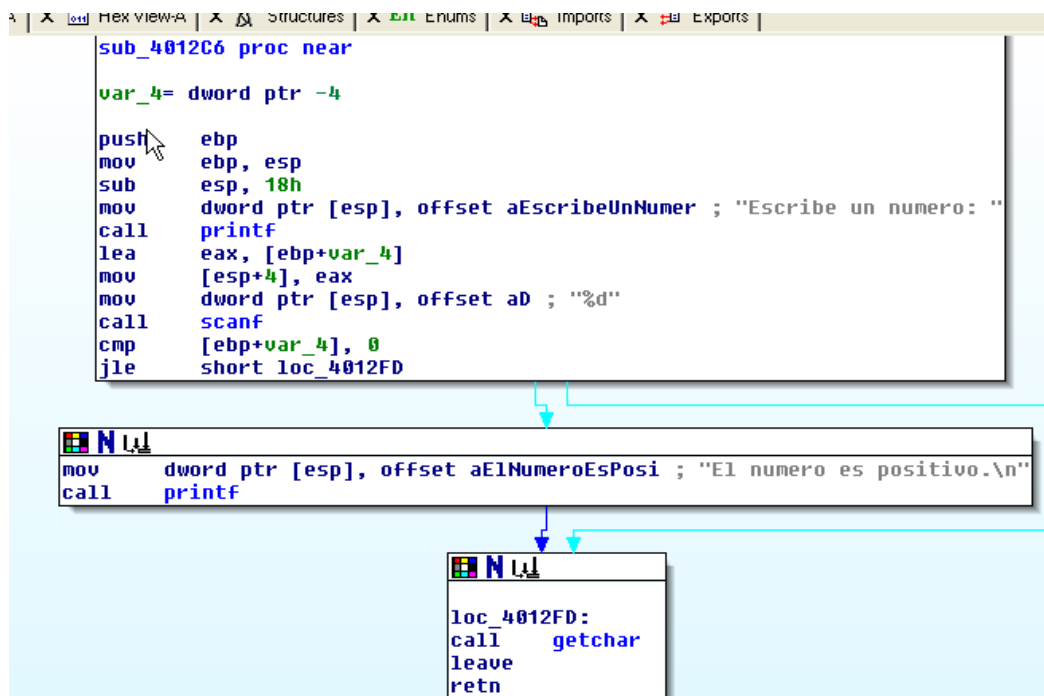 Hex View-A X Structures X En Enums X Imports X Exports
sub_4012C6 proc near
var_4= dword ptr -4
push ebp
mov ebp, esp
sub esp, 18h
mov dword ptr [esp], offset aEscribeUnNumer ; "Escribe un numero: "
call printf
lea eax, [ebp+var_4]
mov [esp+4], eax
mov dword ptr [esp], offset aD ; "%d"
call scanf
cmp [ebp+var_4], 0
jle short loc_4012FD
N
mov dword ptr [esp], offset aElNumeroEsPosi ; "El numero es positivo.\n"
call printf
N
loc_4012FD:
call getchar
leave
retn